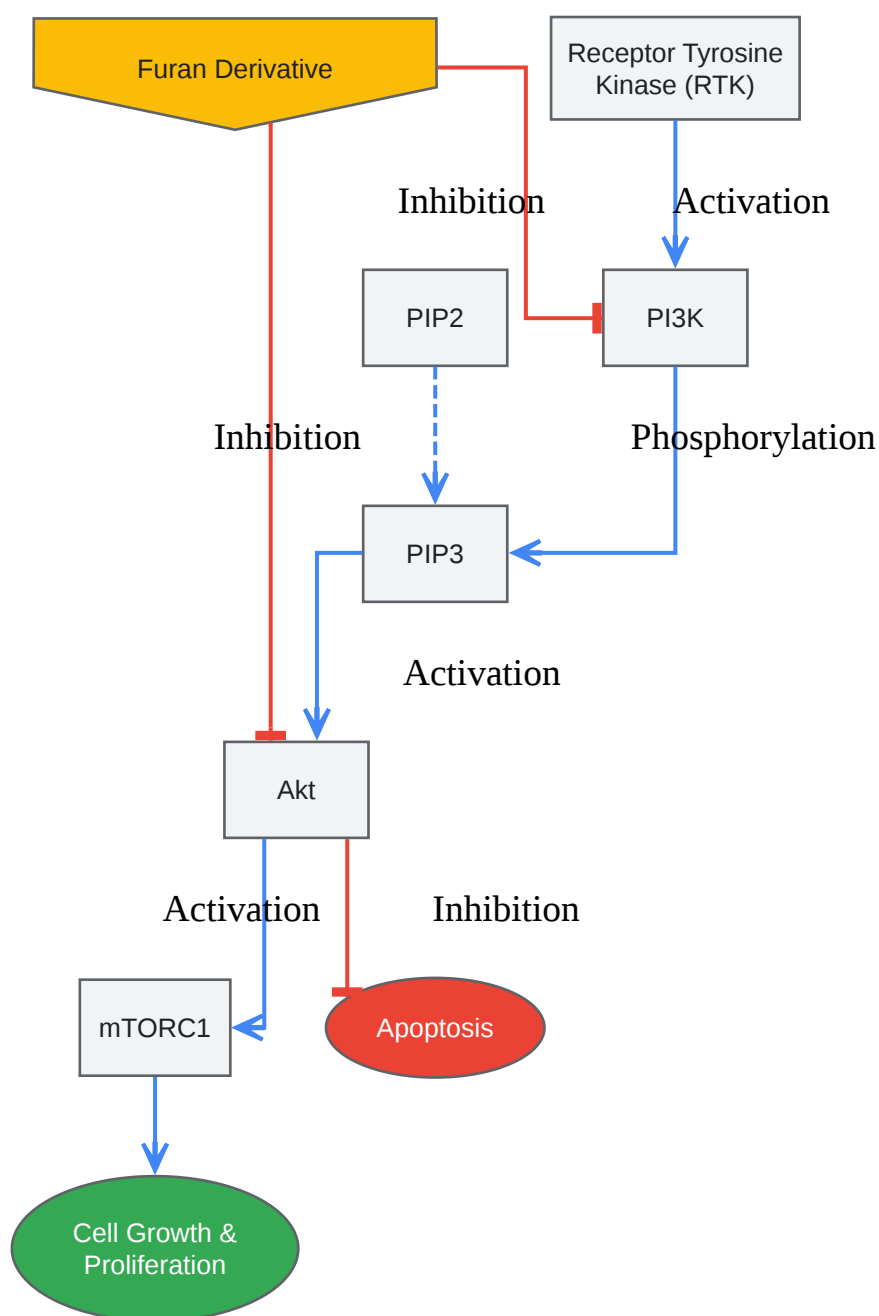 Furan Derivative
Receptor Tyrosine
Kinase (RTK)
Inhibition
Activation
PIP2
PI3K
Inhibition
Phosphorylation
PIP3
Activation
Akt
Activation
Inhibition
mTORC1
Apoptosis
Cell Growth &
Proliferation